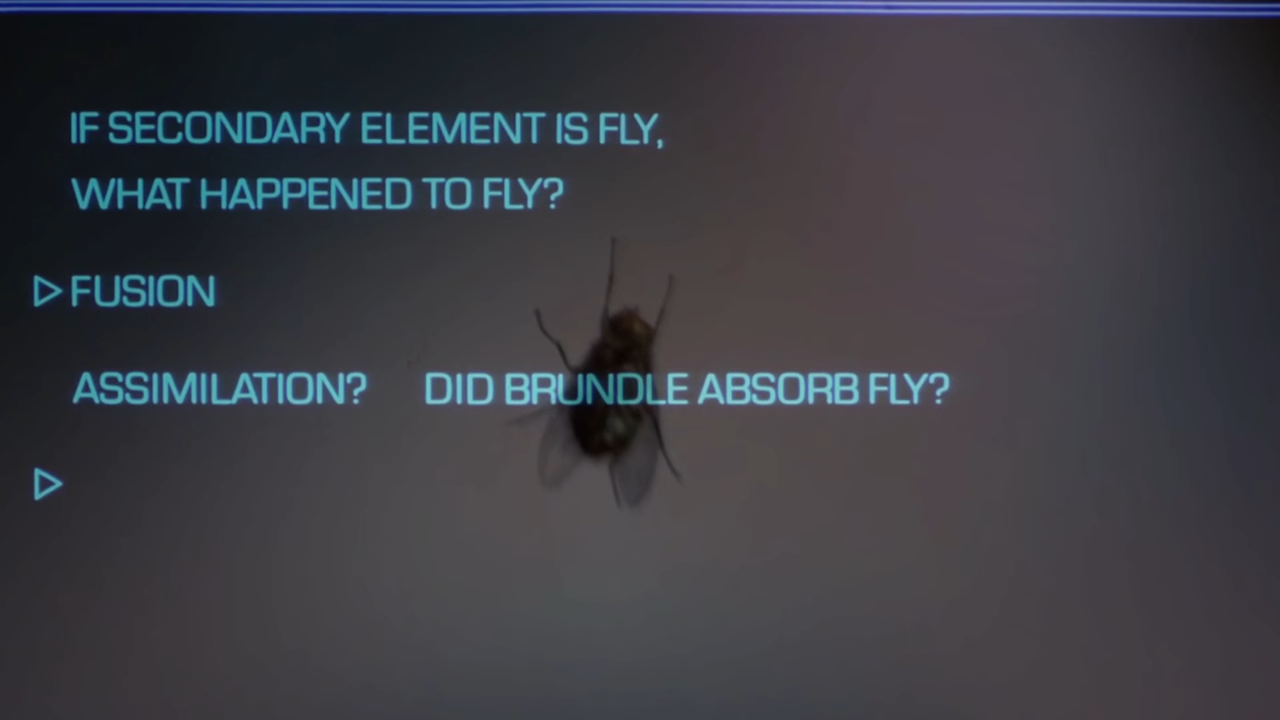 IF SECONDARY ELEMENT IS FLY,
WHAT HAPPENED TO FLY?
FUSION
ASSIMILATION? DID BRUNDLE ABSORB FLY?